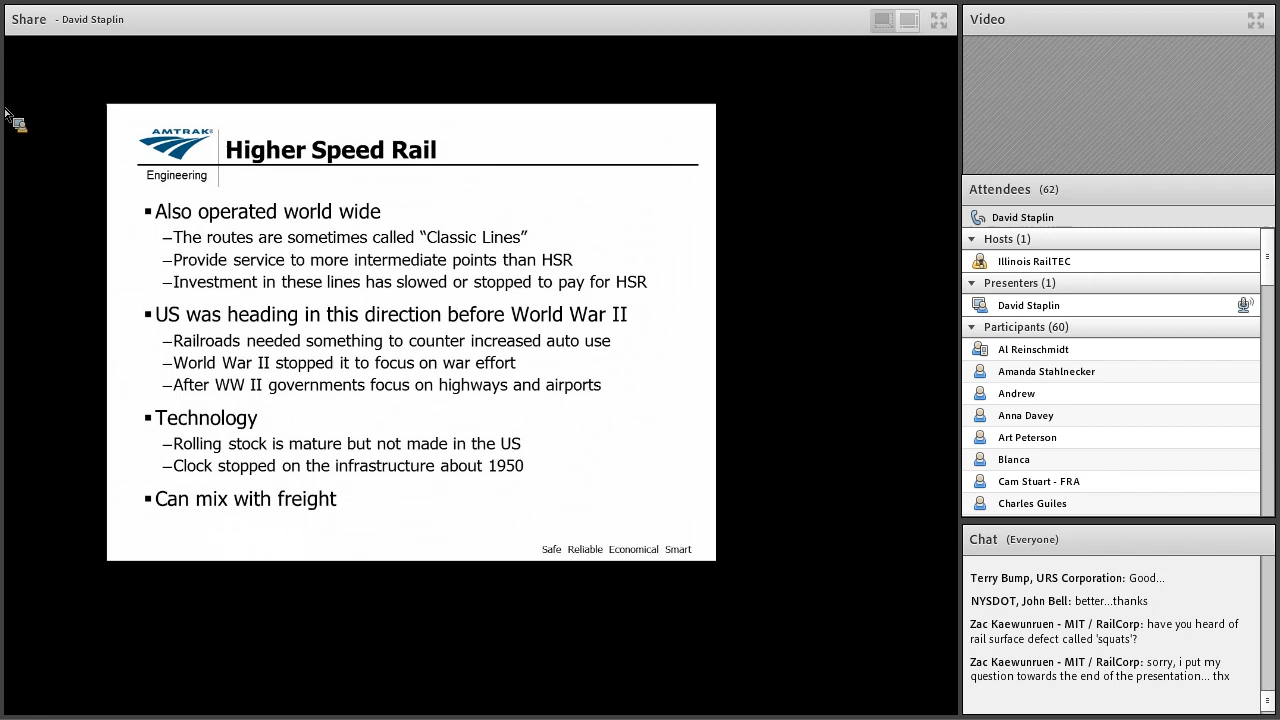 Share - David Staplin
AMTRAK®
Engineering
Higher Speed Rail
▪Also operated world wide
–The routes are sometimes called “Classic Lines”
–Provide service to more intermediate points than HSR
–Investment in these lines has slowed or stopped to pay for HSR
▪US was heading in this direction before World War II
–Railroads needed something to counter increased auto use
–World War II stopped it to focus on war effort
–After WW II governments focus on highways and airports
▪Technology
–Rolling stock is mature but not made in the US
–Clock stopped on the infrastructure about 1950
▪Can mix with freight
Safe Reliable Economical Smart
Video
Attendees (62)
David Staplin
Hosts (1)
Illinois RailTEC
Presenters (1)
David Staplin
Participants (60)
Al Reinschmidt
Amanda Stahlnecker
Andrew
Anna Davey
Art Peterson
Blanca
Cam Stuart - FRA
Charles Guiles
Chat (Everyone)
Terry Bump, URS Corporation: Good...
NYSDOT, John Bell: better...thanks
Zac Kaewunruen - MIT / RailCorp: have you heard of
rail surface defect called 'squats'?
Zac Kaewunruen - MIT / RailCorp: sorry, i put my
question towards the end of the presentation... thx